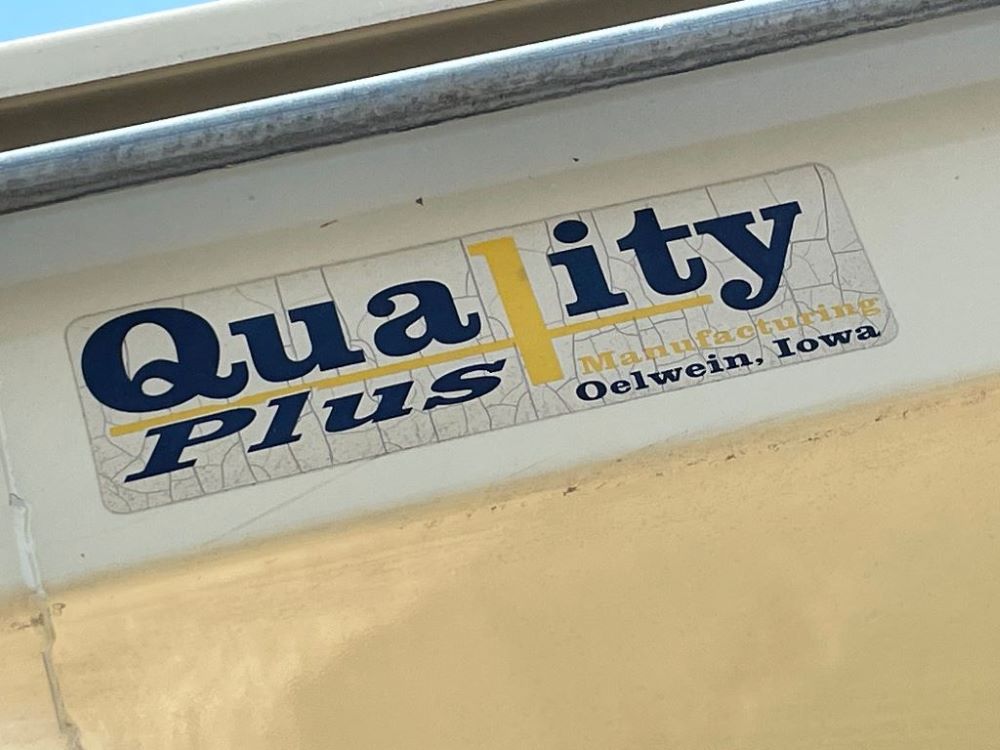 Quality
Plus
Manufacturing
Oelwein, Iowa